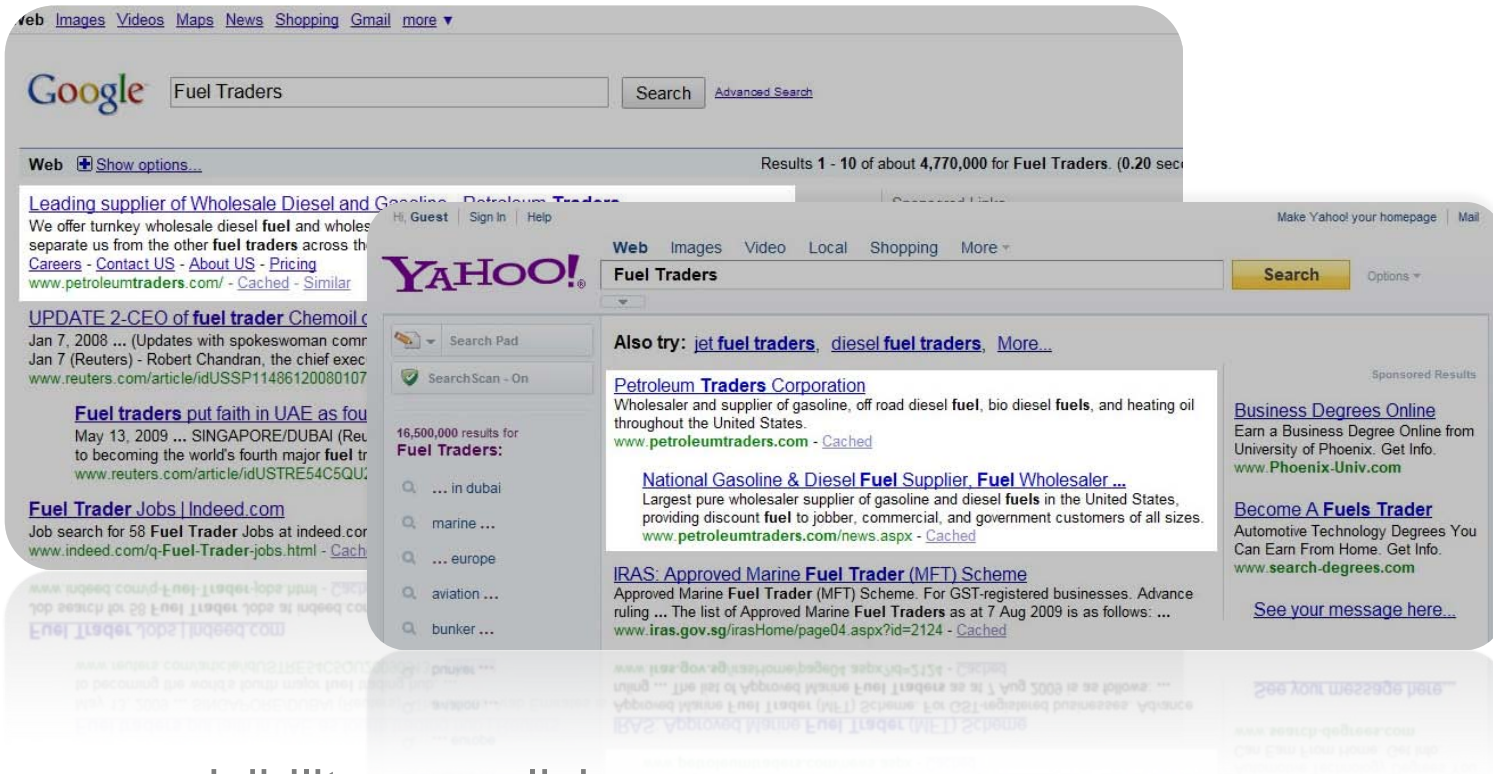 Web Images Videos Maps News Shopping Gmail more ▼
Google Fuel Traders Search Advanced Search
Web Show options... Results 1 - 10 of about 4,770,000 for Fuel Traders. (0.20
Leading supplier of Wholesale Diesel and Gasoline - Petroleum Traders
We offer turnkey wholesale diesel fuel and
separate us from the other fuel traders across
Careers - Contact US - About US - Pricing
www.petroleumtraders.com/ - Cached - Similar
UPDATE 2-CEO of fuel trader Chemoil
Jan 7, 2008 ... (Updates with spokeswoman
Jan 7 (Reuters) - Robert Chandran, the chief
www.reuters.com/article/idUSSP11486120080107
Fuel traders put faith in UAE as
May 13, 2009 ... SINGAPORE/DUBAI
to becoming the world's fourth major fuel
www.reuters.com/article/idUSTRE54C5QU
Fuel Trader Jobs | Indeed.com
Job search for 58 Fuel Trader Jobs at
www.indeed.com/q-Fuel-Trader-jobs.html -
Hi, Guest | Sign In | Help Make Yahoo! your homepage | Mail
Web Images Video Local Shopping More
YAHOO!® Fuel Traders Search Options
Search Pad
SearchScan - On
16,500,000 results for
Fuel Traders:
... in dubai
marine ...
... europe
aviation ...
bunker ...
Also try: jet fuel traders, diesel fuel traders, More...
Petroleum Traders Corporation
Wholesaler and supplier of gasoline, off road diesel fuel, bio diesel fuels, and heating oil
throughout the United States.
www.petroleumtraders.com - Cached
National Gasoline & Diesel Fuel Supplier, Fuel Wholesaler ...
Largest pure wholesaler supplier of gasoline and diesel fuels in the United States,
providing discount fuel to jobber, commercial, and government customers of all sizes.
www.petroleumtraders.com/news.aspx - Cached
IRAS: Approved Marine Fuel Trader (MFT) Scheme
Approved Marine Fuel Trader (MFT) Scheme. For GST-registered businesses. Advance
ruling ... The list of Approved Marine Fuel Traders as at 7 Aug 2009 is as follows: ...
www.iras.gov.sg/irasHome/page04.aspx?id=2124 - Cached
Sponsored Results
Business Degrees Online
Earn a Business Degree Online from
University of Phoenix. Get Info.
www.Phoenix-Univ.com
Become A Fuels Trader
Automotive Technology Degrees You
Can Earn From Home. Get Info.
www.search-degrees.com
See your message here...